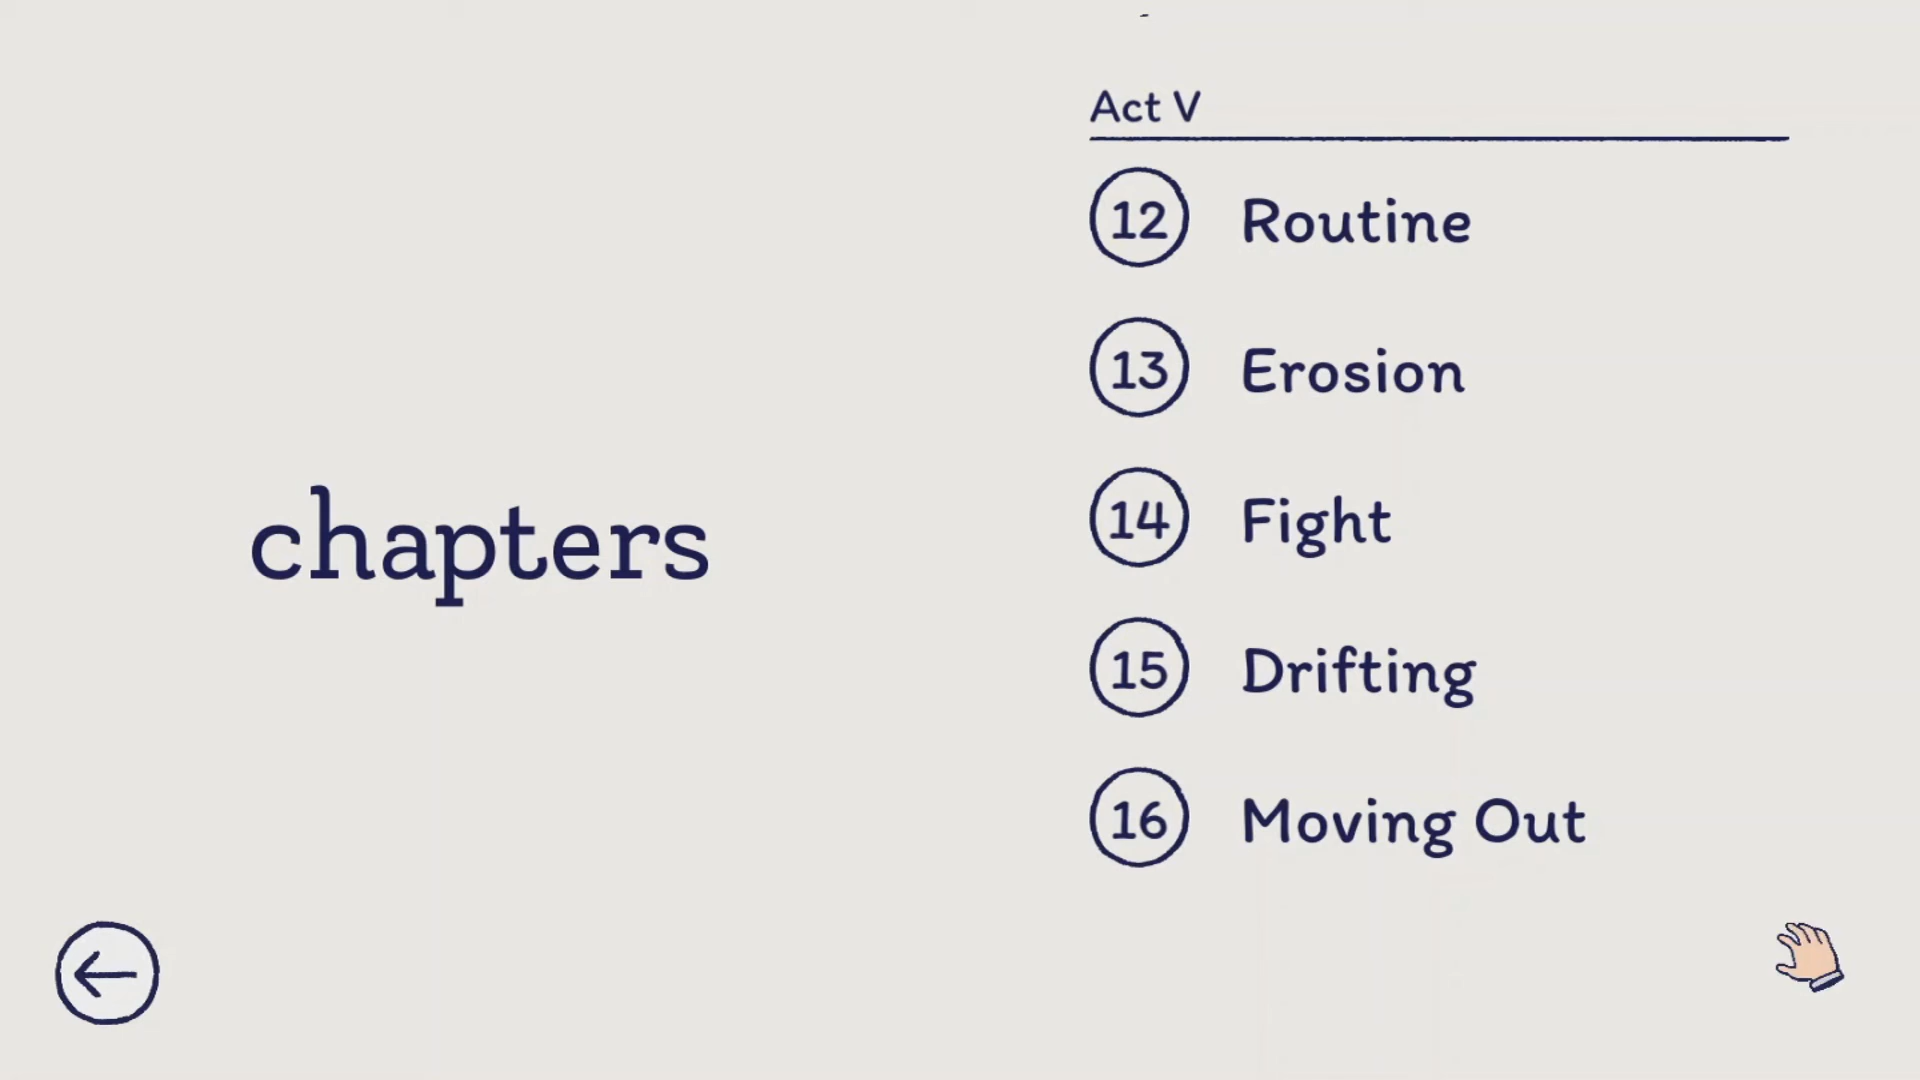 chapters
Act V
12 Routine
13 Erosion
14 Fight
15 Drifting
16 Moving Out